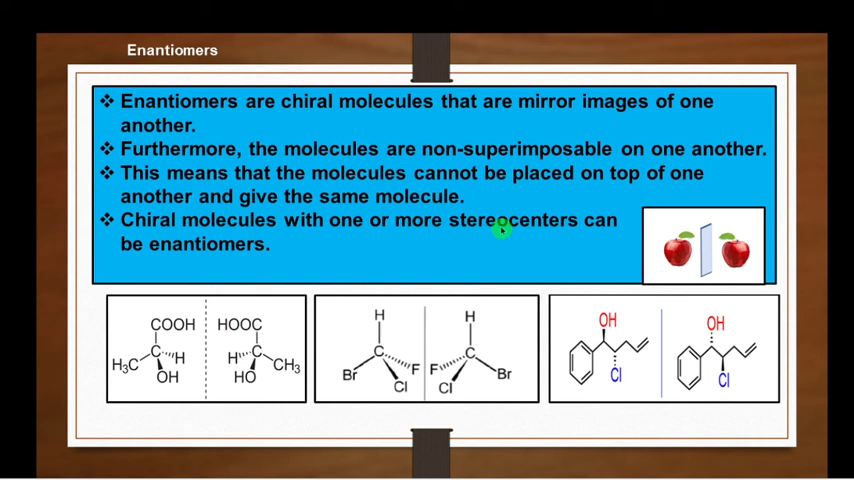 Enantiomers
❖ Enantiomers are chiral molecules that are mirror images of one
another.
❖ Furthermore, the molecules are non-superimposable on one another.
❖ This means that the molecules cannot be placed on top of one
another and give the same molecule.
❖ Chiral molecules with one or more stereocenters can
be enantiomers.
COOH HOOC
C H H C
H3C CH3
OH HO
H H
C C
Br F F Br
Cl Cl
OH OH
Cl Cl